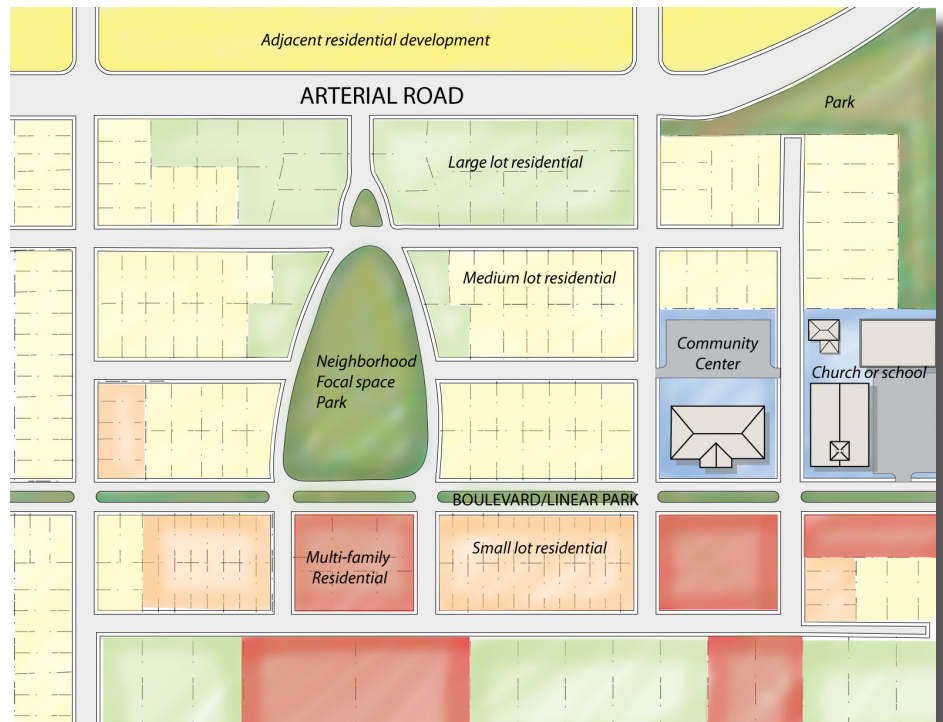 Adjacent residential development
ARTERIAL ROAD
Park
Large lot residential
Medium lot residential
Neighborhood
Focal space
Park
Community
Center
Church or school
BOULEVARD/LINEAR PARK
Multi-family
Residential
Small lot residential